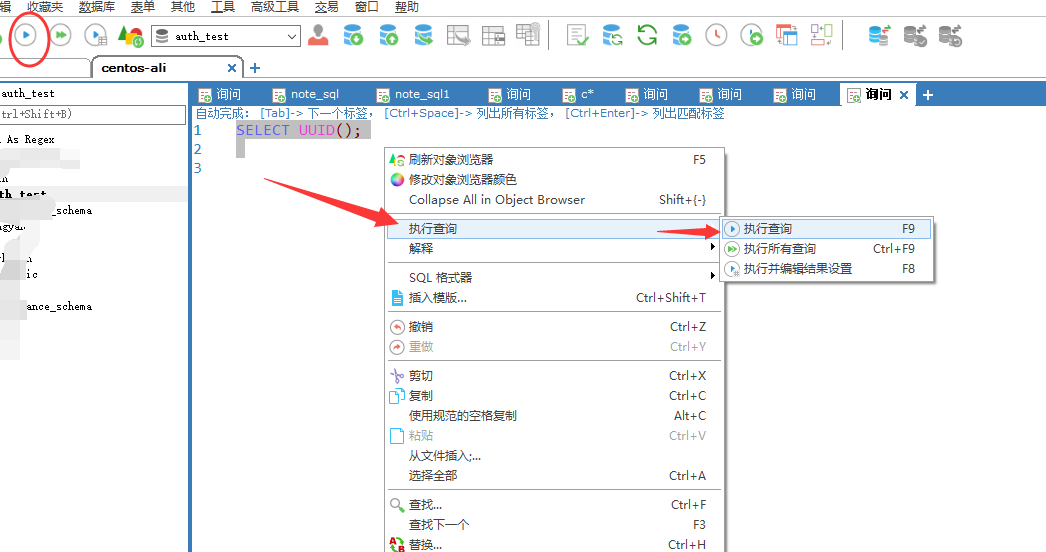 辑 收藏夹 数据库 表单 其他 工具 高级工具 交易 窗口 帮助
auth_test
centos-ali
auth_test
询问 note_sql note_sql1 询问 c* 询问 询问 询问 询问
trl+Shift+B)
自动完成： [Tab]-> 下一个标签， [Ctrl+Space]-> 列出所有标签， [Ctrl+Enter]-> 列出匹配标签
1 SELECT UUID();
2
3
As Regex
_schema
ance_schema
刷新对象浏览器 F5
修改对象浏览器颜色
Collapse All in Object Browser Shift+{-}
执行查询
解释
SQL 格式器
插入模版... Ctrl+Shift+T
撤销 Ctrl+Z
重做 Ctrl+Y
剪切 Ctrl+X
复制 Ctrl+C
使用规范的空格复制 Alt+C
粘贴 Ctrl+V
从文件插入;...
选择全部 Ctrl+A
查找... Ctrl+F
查找下一个 F3
替换... Ctrl+H
执行查询 F9
执行所有查询 Ctrl+F9
执行并编辑结果设置 F8